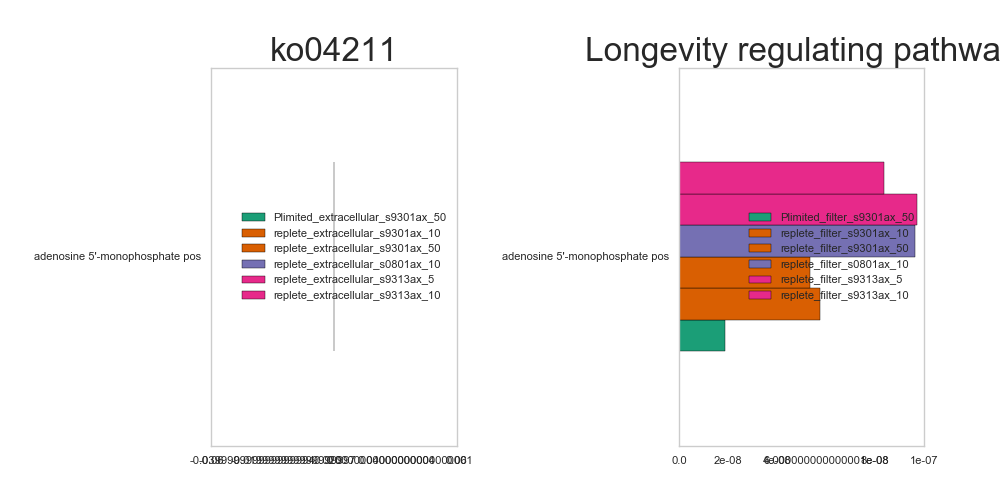 ko04211
Longevity regulating pathwa
Plimited_extracellular_s9301ax_50
replete_extracellular_s9301ax_10
replete_extracellular_s9301ax_50
replete_extracellular_s0801ax_10
replete_extracellular_s9313ax_5
replete_extracellular_s9313ax_10
adenosine 5'-monophosphate pos
Plimited_filter_s9301ax_50
replete_filter_s9301ax_10
replete_filter_s9301ax_50
replete_filter_s0801ax_10
replete_filter_s9313ax_5
replete_filter_s9313ax_10
adenosine 5'-monophosphate pos
0.0
2e-08
1e-07